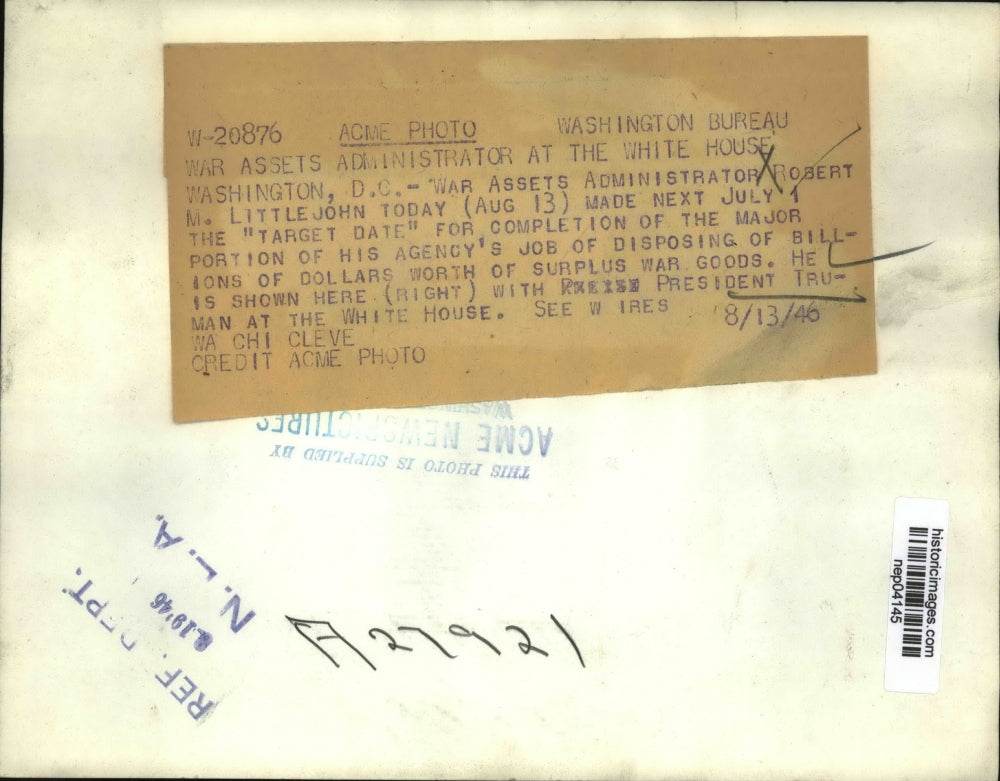 W-20876 ACME PHOTO WASHINGTON BUREAU
WAR ASSETS ADMINISTRATOR AT THE WHITE HOUSE
WASHINGTON, D.C.- WAR ASSETS ADMINISTRATOR ROBERT
M. LITTLEJOHN TODAY (AUG 13) MADE NEXT JULY 1
THE "TARGET DATE" FOR COMPLETION OF THE MAJOR
PORTION OF HIS AGENCY'S JOB OF DISPOSING OF BILL-
IONS OF DOLLARS WORTH OF SURPLUS WAR GOODS. HE
IS SHOWN HERE (RIGHT) WITH PRESIDENT TRU-
MAN AT THE WHITE HOUSE. SEE W IRES 8/13/46
WA CHI CLEVE
CREDIT ACME PHOTO
THIS PHOTO IS SUPPLIED BY
ACME NEWSPICTURES
REF. DEPT.
8-19'46
N. L. A.
A27921
historicimages.com
nep04145